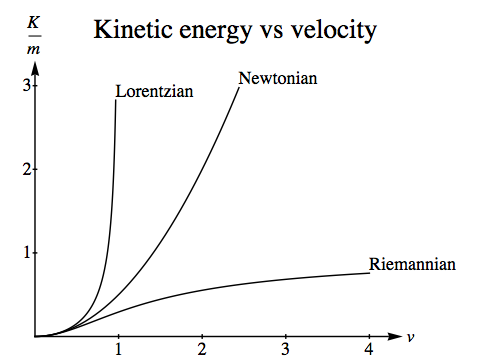 Kinetic energy vs velocity
K
m
3
2
1
Lorentzian
Newtonian
Riemannian
1 2 3 4 v